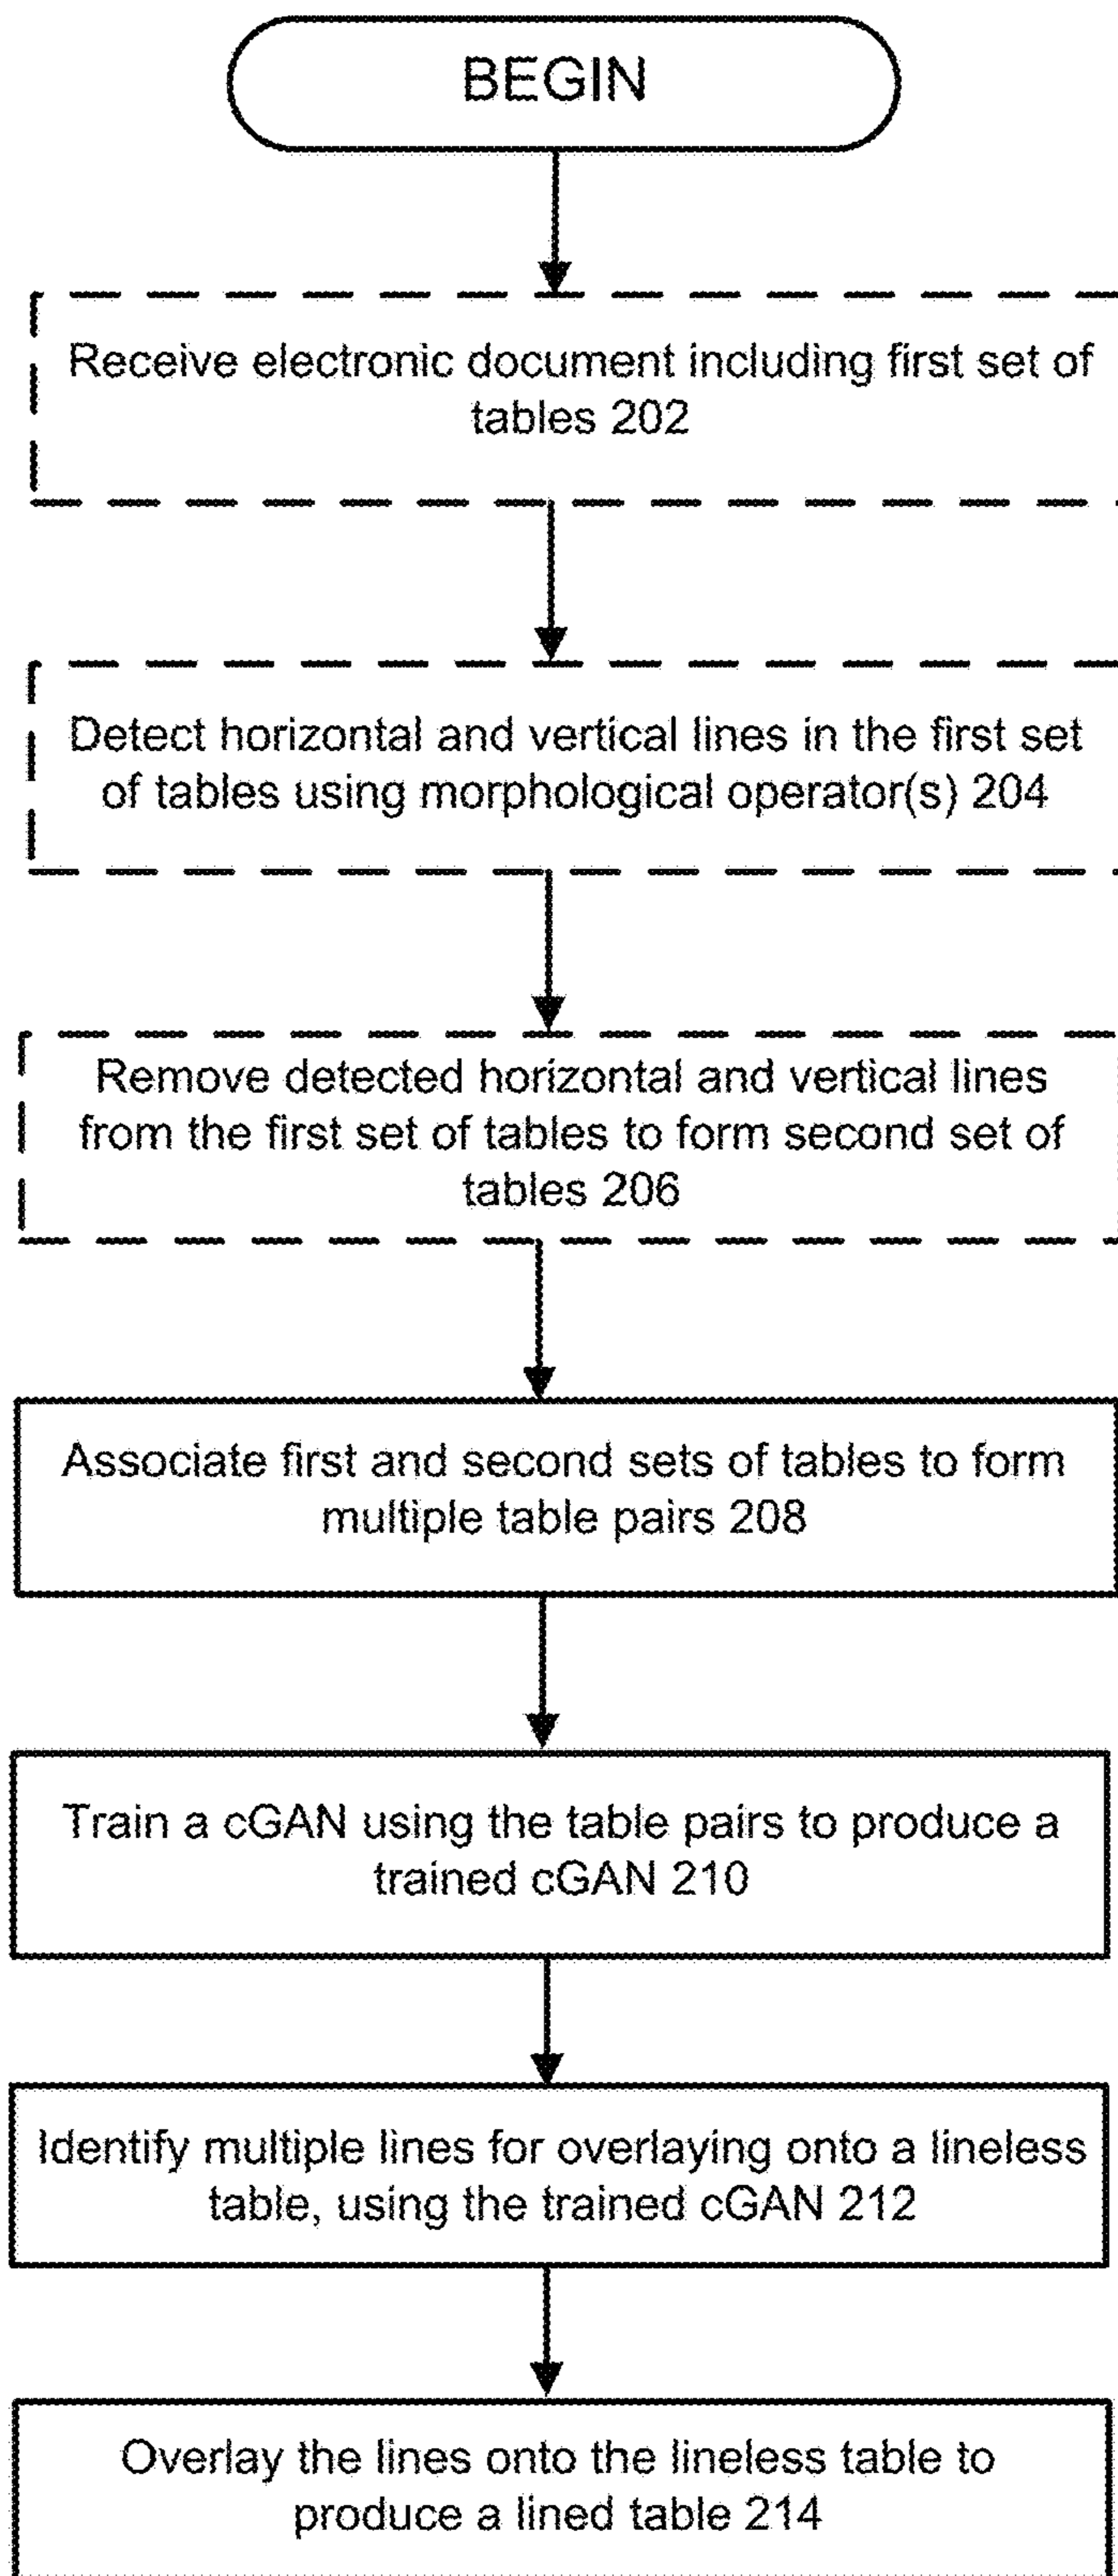 BEGIN
Receive electronic document including first set of
tables 202
Detect horizontal and vertical lines in the first set
of tables using morphological operator(s) 204
Remove detected horizontal and vertical lines
from the first set of tables to form second set of
tables 206
Associate first and second sets of tables to form
multiple table pairs 208
Train a cGAN using the table pairs to produce a
trained cGAN 210
Identify multiple lines for overlaying onto a lineless
table, using the trained cGAN 212
Overlay the lines onto the lineless table to
produce a lined table 214